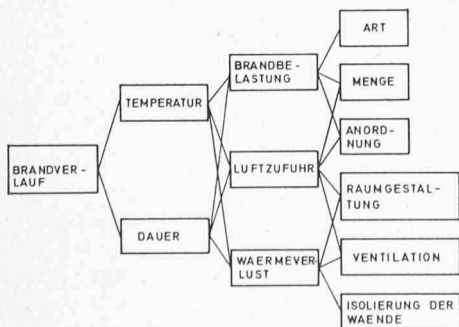 BRANDVER-
LAUF
TEMPERATUR
DAUER
BRANDBE-
LASTUNG
LUFTZUFUHR
WAERMEVER-
LUST
ART
MENGE
ANORD-
NUNG
RAUMGESTAL-
TUNG
VENTILATION
ISOLIERUNG DER
WAENDE